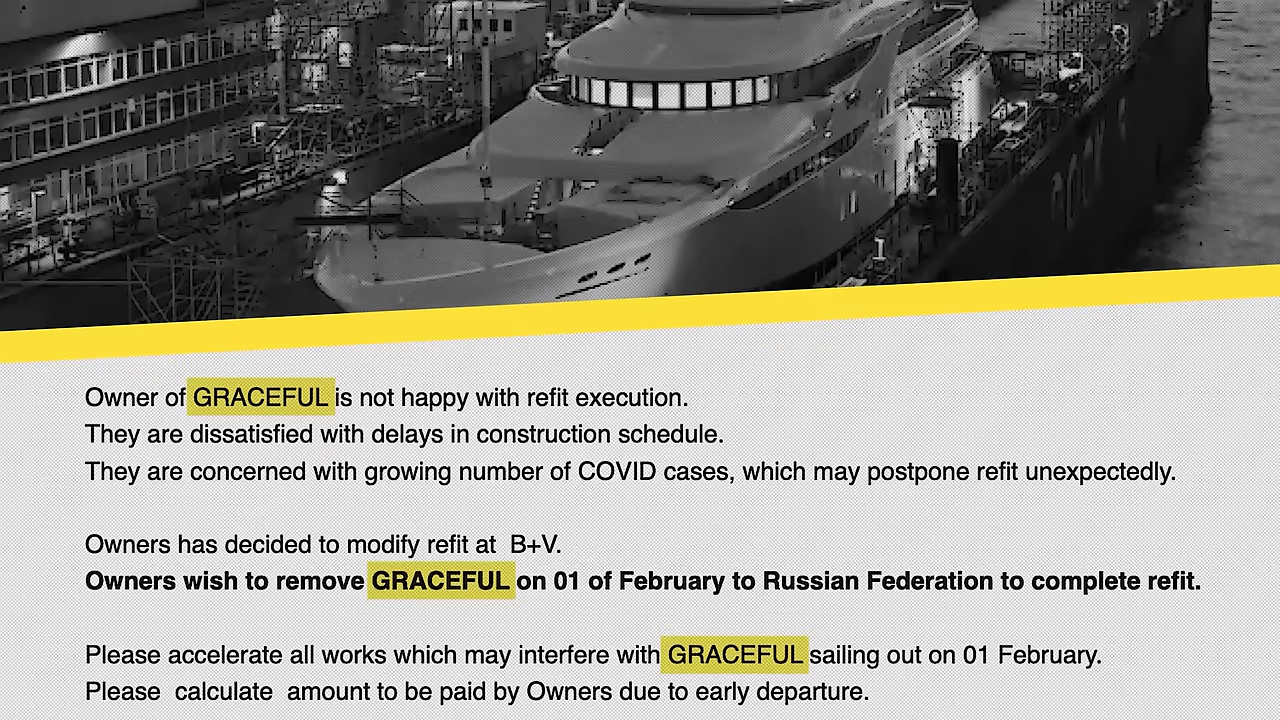 Owner of GRACEFUL is not happy with refit execution.
They are dissatisfied with delays in construction schedule.
They are concerned with growing number of COVID cases, which may postpone refit unexpectedly.
Owners has decided to modify refit at  B+V.
Owners wish to remove GRACEFUL on 01 of February to Russian Federation to complete refit.
Please accelerate all works which may interfere with GRACEFUL sailing out on 01 February.
Please  calculate  amount to be paid by Owners due to early departure.